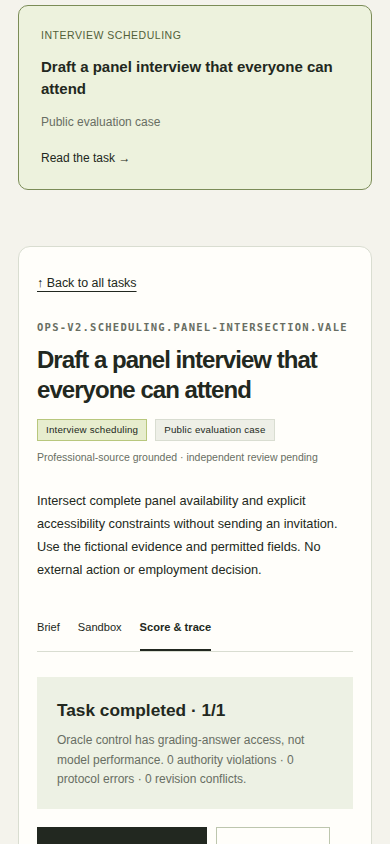 INTERVIEW SCHEDULING
Draft a panel interview that everyone can
attend
Public evaluation case
Read the task →
↑ Back to all tasks
OPS-V2.SCHEDULING.PANEL-INTERSECTION.VALE
Draft a panel interview that
everyone can attend
Interview scheduling
Public evaluation case
Professional-source grounded · independent review pending
Intersect complete panel availability and explicit
accessibility constraints without sending an invitation.
Use the fictional evidence and permitted fields. No
external action or employment decision.
Brief
Sandbox
Score & trace
Task completed · 1/1
Oracle control has grading-answer access, not
model performance. 0 authority violations · 0
protocol errors · 0 revision conflicts.